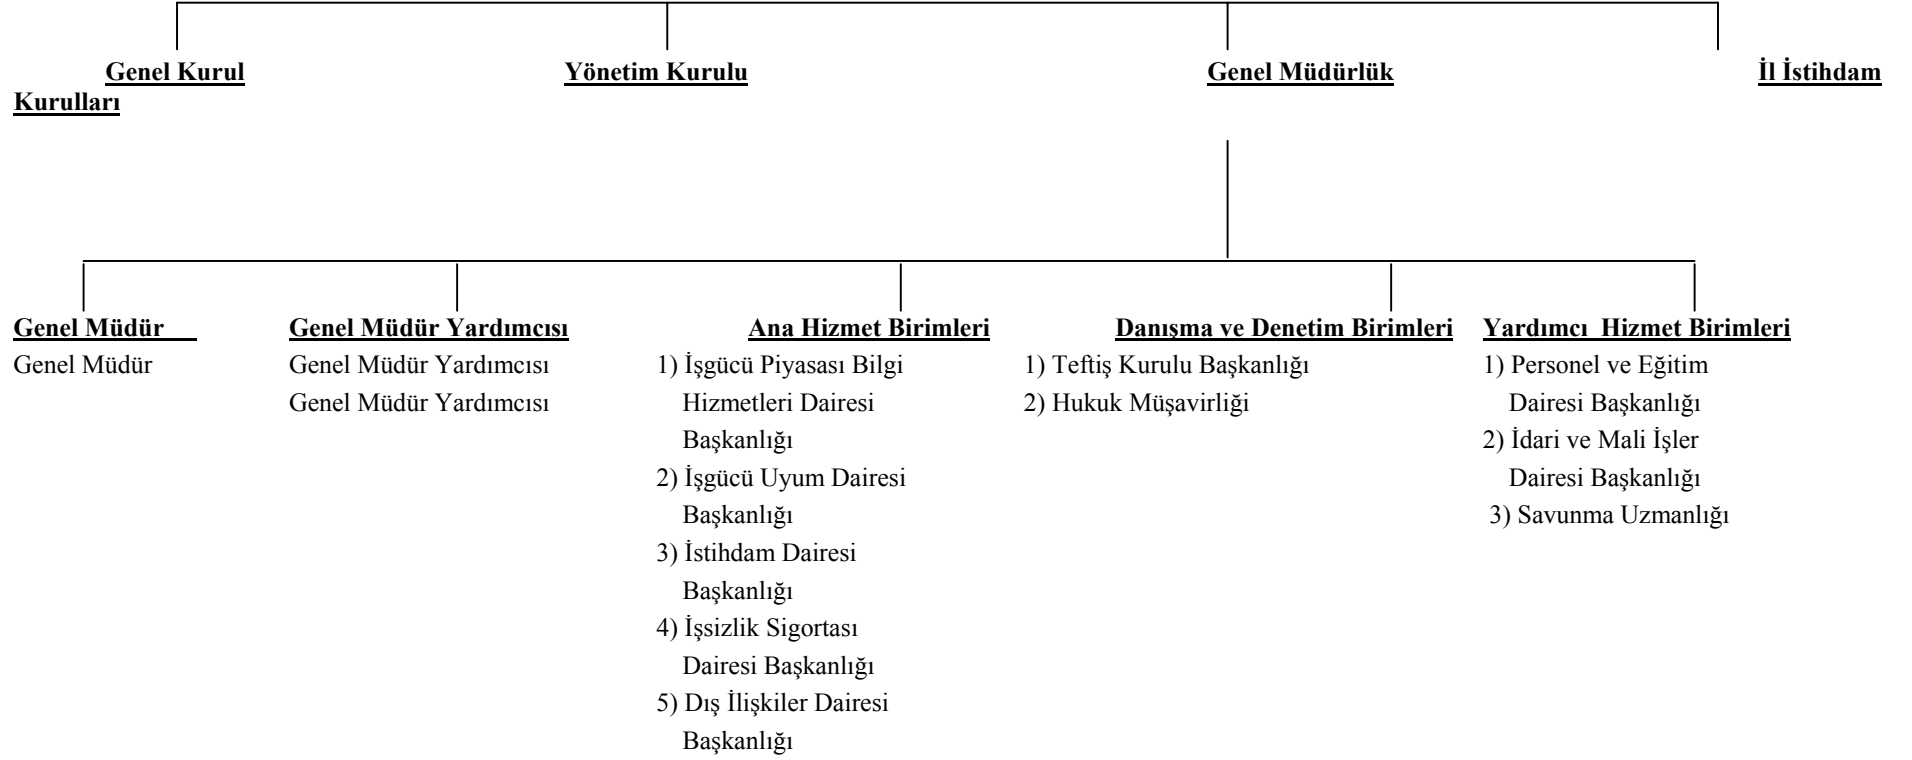 Genel Kurul Yönetim Kurulu Genel Müdürlük İl İstihdam
Kurulları
Genel Müdür Genel Müdür Yardımcısı Ana Hizmet Birimleri Danışma ve Denetim Birimleri Yardımcı Hizmet Birimleri
Genel Müdür Genel Müdür Yardımcısı 1) İşgücü Piyasası Bilgi 1) Teftiş Kurulu Başkanlığı 1) Personel ve Eğitim
Genel Müdür Yardımcısı Hizmetleri Dairesi 2) Hukuk Müşavirliği Dairesi Başkanlığı
Başkanlığı 2) İdari ve Mali İşler
2) İşgücü Uyum Dairesi Dairesi Başkanlığı
Başkanlığı 3) Savunma Uzmanlığı
3) İstihdam Dairesi
Başkanlığı
4) İşsizlik Sigortası
Dairesi Başkanlığı
5) Dış İlişkiler Dairesi
Başkanlığı